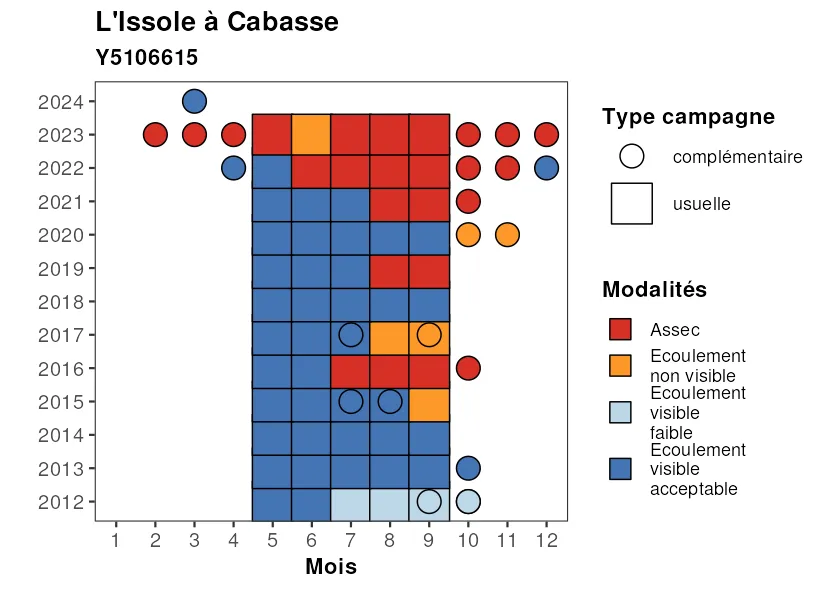 L'Issole à Cabasse
Y5106615
2024
2023
2022
2021
2020
2019
2018
2017
2016
2015
2014
2013
2012
1 2 3 4 5 6 7 8 9 10 11 12
Mois
Type campagne
complémentaire
usuelle
Modalités
Assec
Ecoulement
non visible
Ecoulement
visible
faible
Ecoulement
visible
acceptable